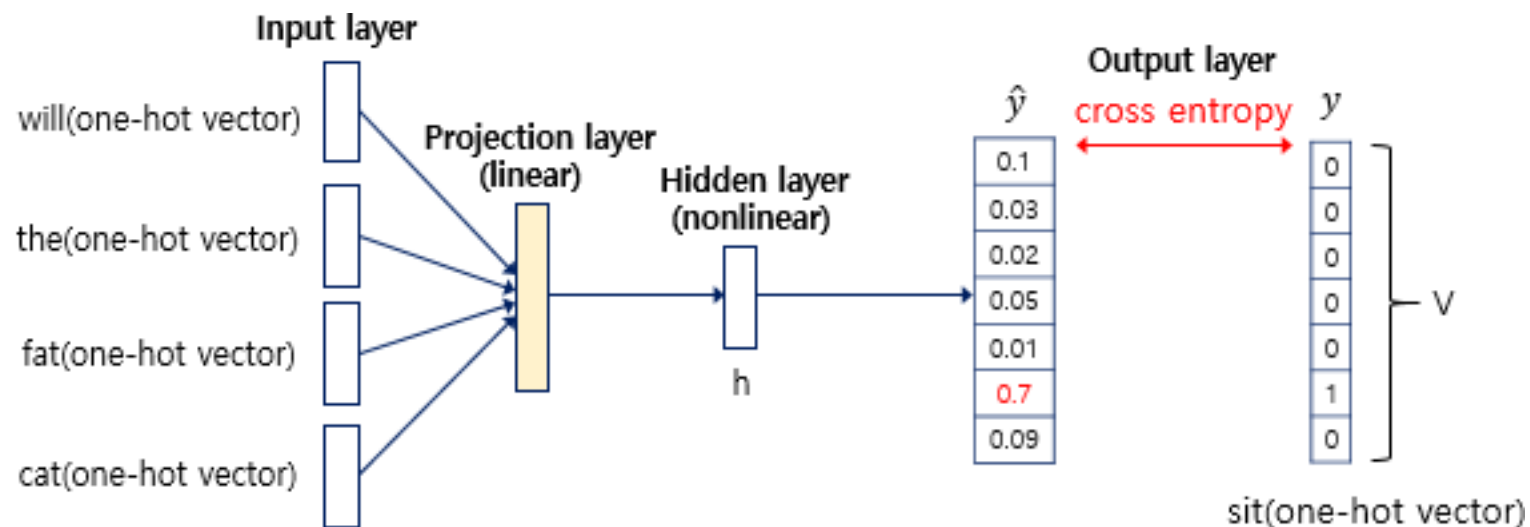 Input layer
will(one-hot vector)
the(one-hot vector)
fat(one-hot vector)
cat(one-hot vector)
Projection layer
(linear)
Hidden layer
(nonlinear)
h
Output layer
ŷ
cross entropy
y
0.1
0.03
0.02
0.05
0.01
0.7
0.09
0
0
0
0
0
1
0
V
sit(one-hot vector)